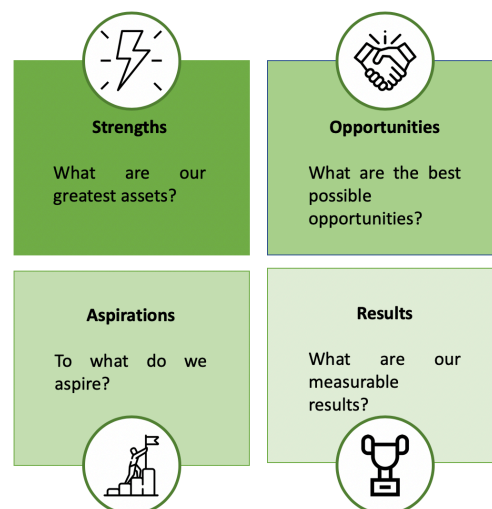 Strengths
What are our
greatest assets?
Opportunities
What are the best
possible
opportunities?
Aspirations
To what do we
aspire?
Results
What are our
measurable
results?